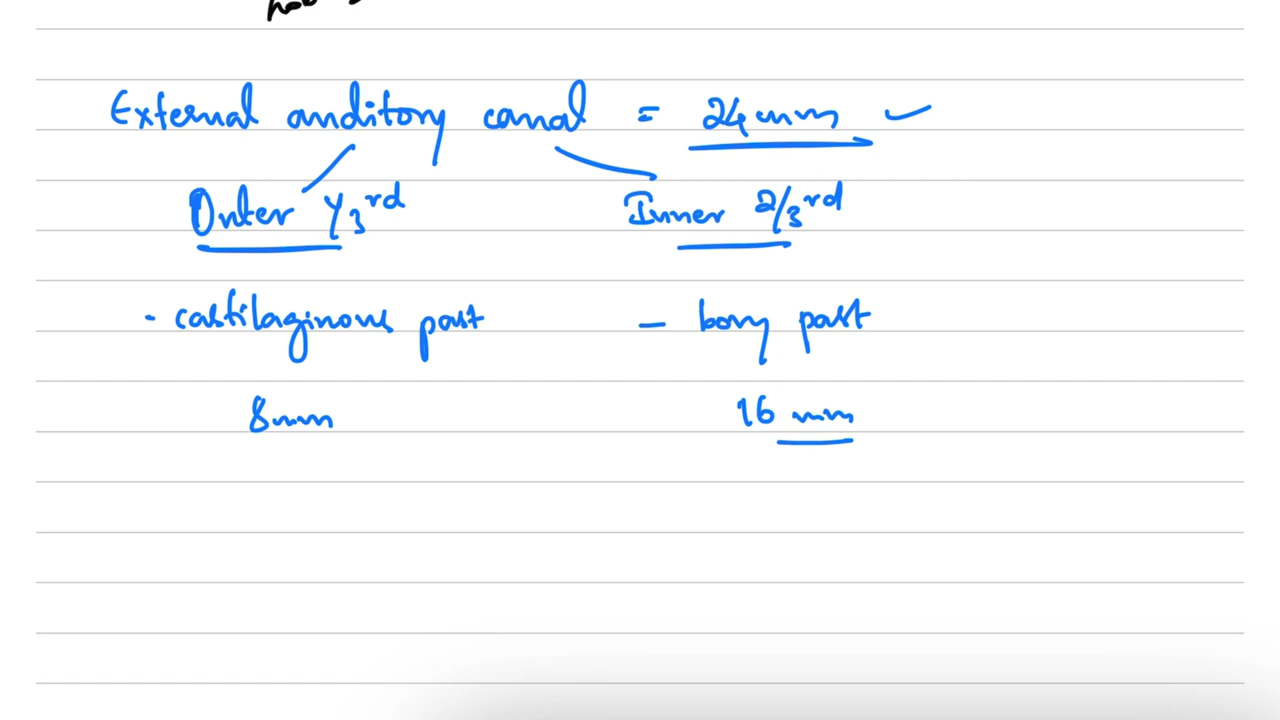 External auditory canal = 24mm ✓
Outer 1/3rd Inner 2/3rd
- cartilaginous part - bony part
8mm 16 mm